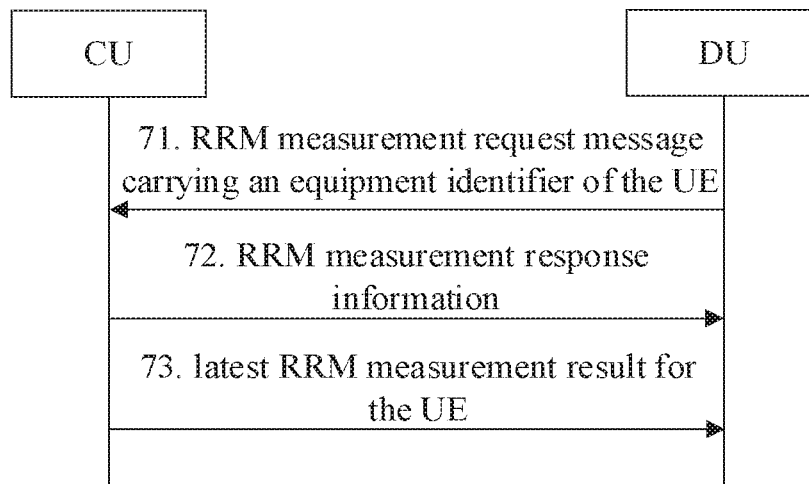 CU
DU
71. RRM measurement request message
carrying an equipment identifier of the UE
72. RRM measurement response
information
73. latest RRM measurement result for
the UE